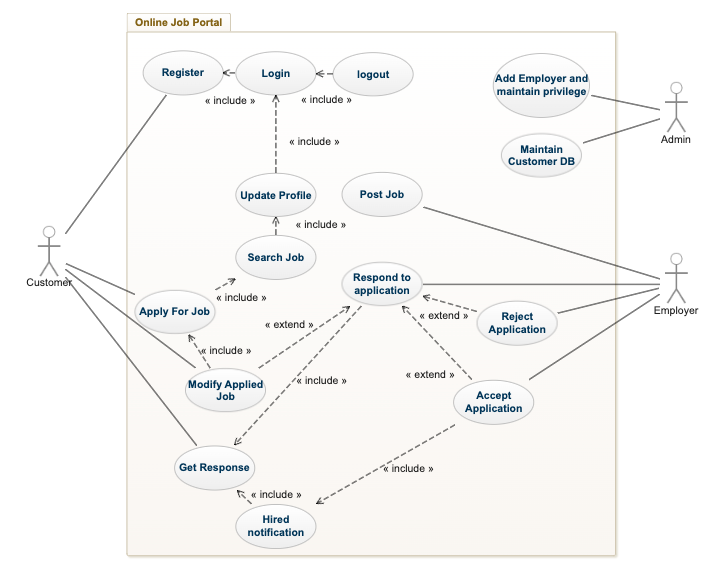 Online Job Portal
Register
Login
logout
« include »
« include »
Add Employer and
maintain privilege
Admin
« include »
Maintain
Customer DB
Update Profile
Post Job
« include »
Search Job
Customer
Respond to
application
« include »
Apply For Job
« extend »
« extend »
Reject
Application
Employer
« include »
Modify Applied
Job
« include »
« extend »
Accept
Application
Get Response
« include »
« include »
Hired
notification